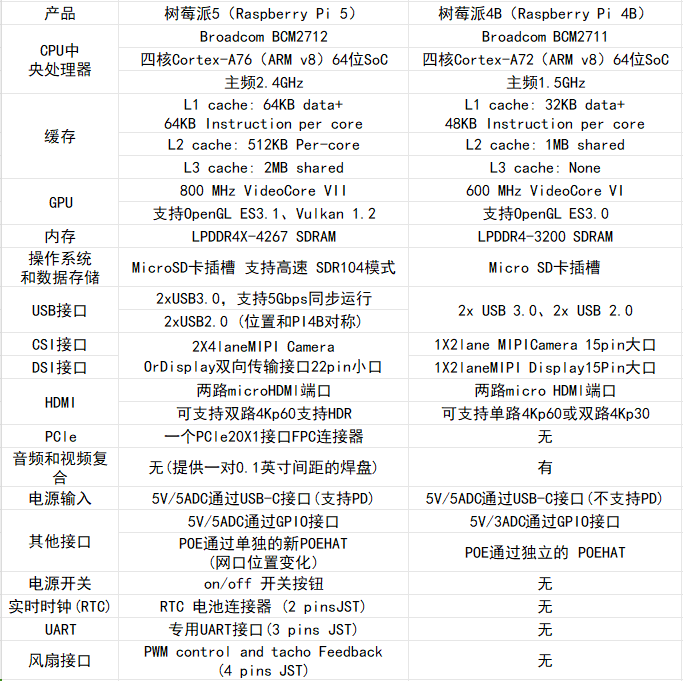 产品 树莓派5（Raspberry Pi 5） 树莓派4B（Raspberry Pi 4B）
CPU中
央处理器
Broadcom BCM2712 Broadcom BCM2711
四核Cortex-A76（ARM v8）64位SoC 四核Cortex-A72（ARM v8）64位SoC
主频2.4GHz 主频1.5GHz
缓存
L1 cache: 64KB data+ L1 cache: 32KB data+
64KB Instruction per core 48KB Instruction per core
L2 cache: 512KB Per-core L2 cache: 1MB shared
L3 cache: 2MB shared L3 cache: None
GPU
800 MHz VideoCore VII 600 MHz VideoCore VI
支持OpenGL ES3.1、Vulkan 1.2 支持OpenGL ES3.0
内存 LPDDR4X-4267 SDRAM LPDDR4-3200 SDRAM
操作系统
和数据存储
MicroSD卡插槽 支持高速 SDR104模式 Micro SD卡插槽
USB接口
2xUSB3.0，支持5Gbps同步运行
2xUSB2.0 (位置和PI4B对称)
2x USB 3.0、2x USB 2.0
CSI接口 2X4laneMIPI Camera 1X2lane MIPICamera 15pin大口
DSI接口 OrDisplay双向传输接口22pin小口 1X2laneMIPI Display15Pin大口
HDMI
两路microHDMl端口 两路micro HDMl端口
可支持双路4Kp60支持HDR 可支持单路4Kp60或双路4Kp30
PCle 一个PCle20X1接口FPC连接器 无
音频和视频复
合
无(提供一对0.1英寸间距的焊盘) 有
电源输入 5V/5ADC通过USB-C接口(支持PD) 5V/5ADC通过USB-C接口(不支持PD)
其他接口
5V/5ADC通过GPIO接口 5V/3ADC通过GPIO接口
POE通过单独的新POEHAT
(网口位置变化)
POE通过独立的 POEHAT
电源开关 on/off 开关按钮 无
实时时钟(RTC) RTC 电池连接器 (2 pinsJST) 无
UART 专用UART接口(3 pins JST) 无
风扇接口
PWM control and tacho Feedback
(4 pins JST)
无